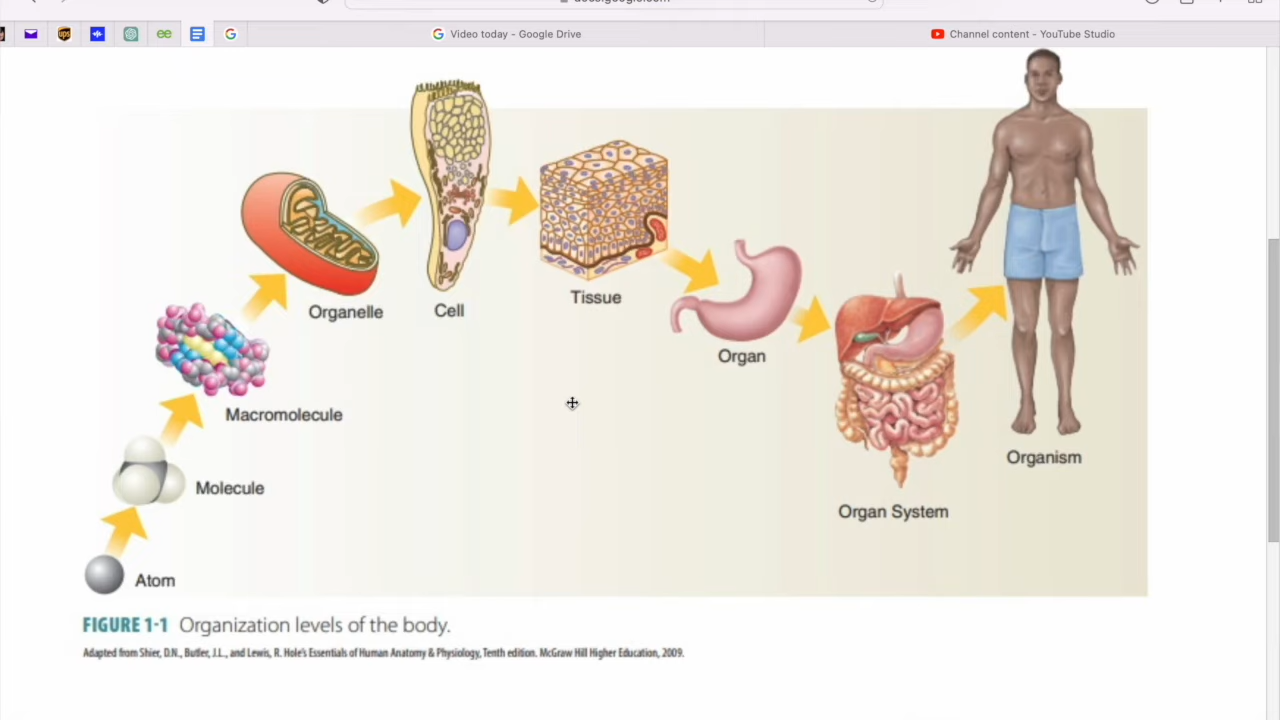 Video today - Google Drive
Channel content - YouTube Studio
ups
ee
Organelle
Cell
Tissue
Organ
Macromolecule
Organism
Molecule
Organ System
Atom
FIGURE 1-1 Organization levels of the body.
Adapted from Shier, D.N., Butler, J.L., and Lewis, R. Hole's Essentials of Human Anatomy & Physiology, Tenth edition. McGraw Hill Higher Education, 2009.